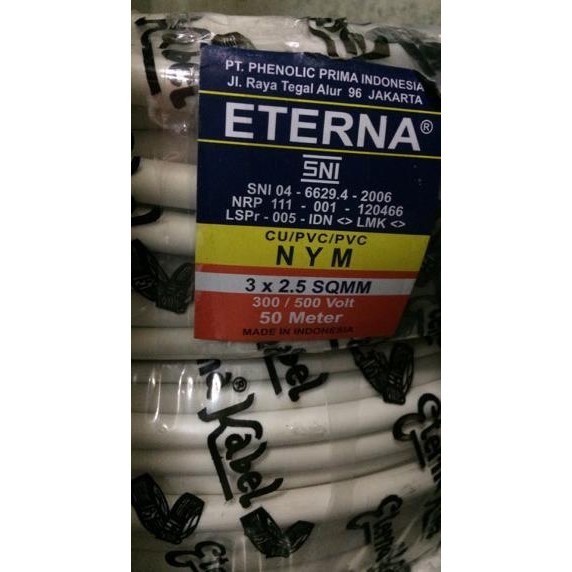 PT. PHENOLIC PRIMA INDONESIA
Jl. Raya Tegal Alur 96 JAKARTA
ETERNA®
SNI
SNI 04 - 6629.4 - 2006
NRP 111 - 001 - 120466
LSPr - 005 - IDN <> LMK <>
CU/PVC/PVC
NYM
3 x 2.5 SQMM
300 / 500 Volt
50 Meter
MADE IN INDONESIA
Kabel
Kabel